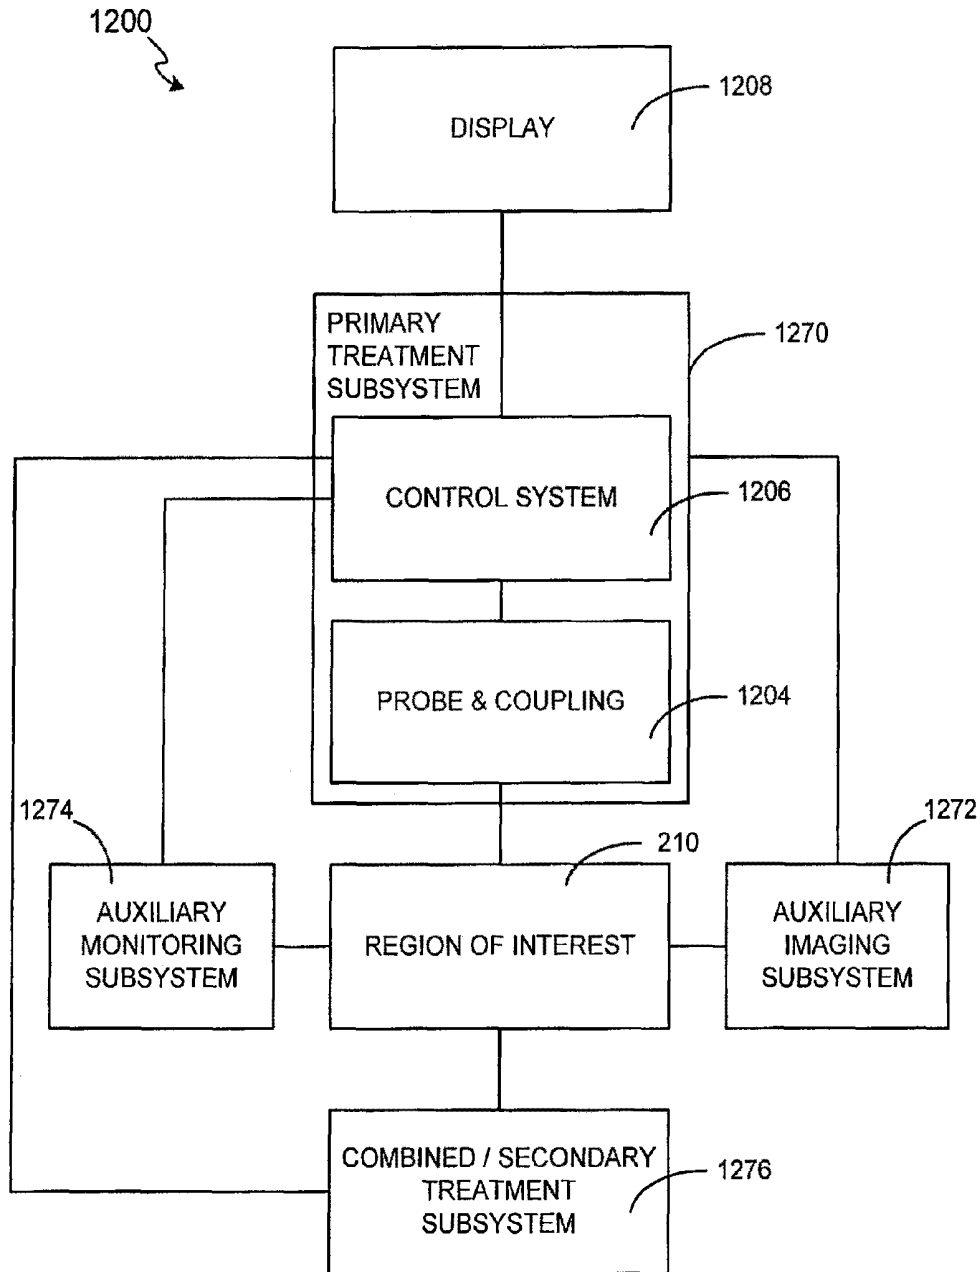 1200
DISPLAY
1208
PRIMARY
TREATMENT
SUBSYSTEM
1270
CONTROL SYSTEM
1206
PROBE & COUPLING
1204
1274
AUXILIARY
MONITORING
SUBSYSTEM
210
REGION OF INTEREST
1272
AUXILIARY
IMAGING
SUBSYSTEM
COMBINED / SECONDARY
TREATMENT
SUBSYSTEM
1276